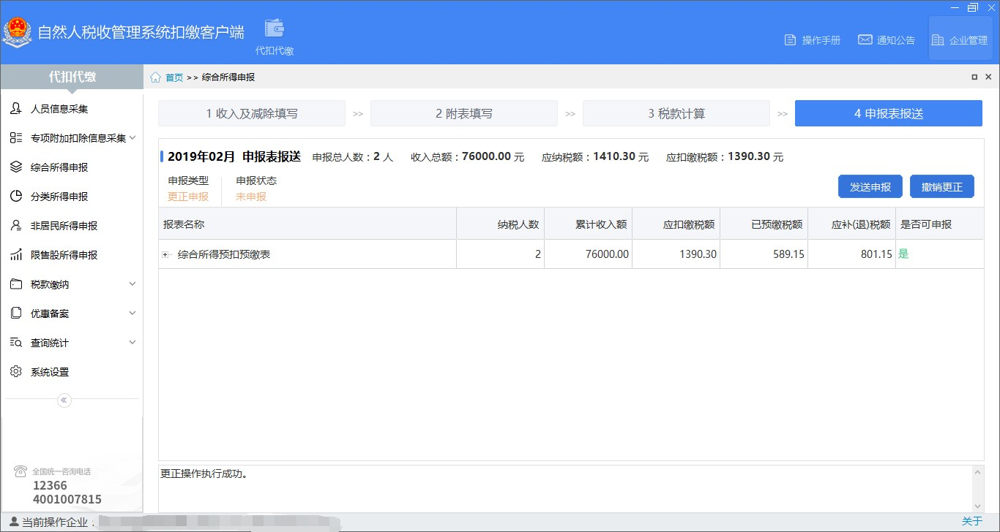 自然人税收管理系统扣缴客户端
代扣代缴
操作手册
通知公告
企业管理
代扣代缴
首页 >> 综合所得申报
人员信息采集
专项附加扣除信息采集
综合所得申报
分类所得申报
非居民所得申报
限售股所得申报
税款缴纳
优惠备案
查询统计
系统设置
«
全国统一咨询电话
12366
4001007815
1 收入及减除填写 >> 2 附表填写 >> 3 税款计算 >> 4 申报表报送
2019年02月 申报表报送 申报总人数：2 人 收入总额：76000.00 元 应纳税额：1410.30 元 应扣缴税额：1390.30 元
申报类型 申报状态
更正申报 未申报
发送申报 撤销更正
报表名称 纳税人数 累计收入额 应扣缴税额 已预缴税额 应补(退)税额 是否可申报
综合所得预扣预缴表 2 76000.00 1390.30 589.15 801.15 是
更正操作执行成功。
当前操作企业：
关于